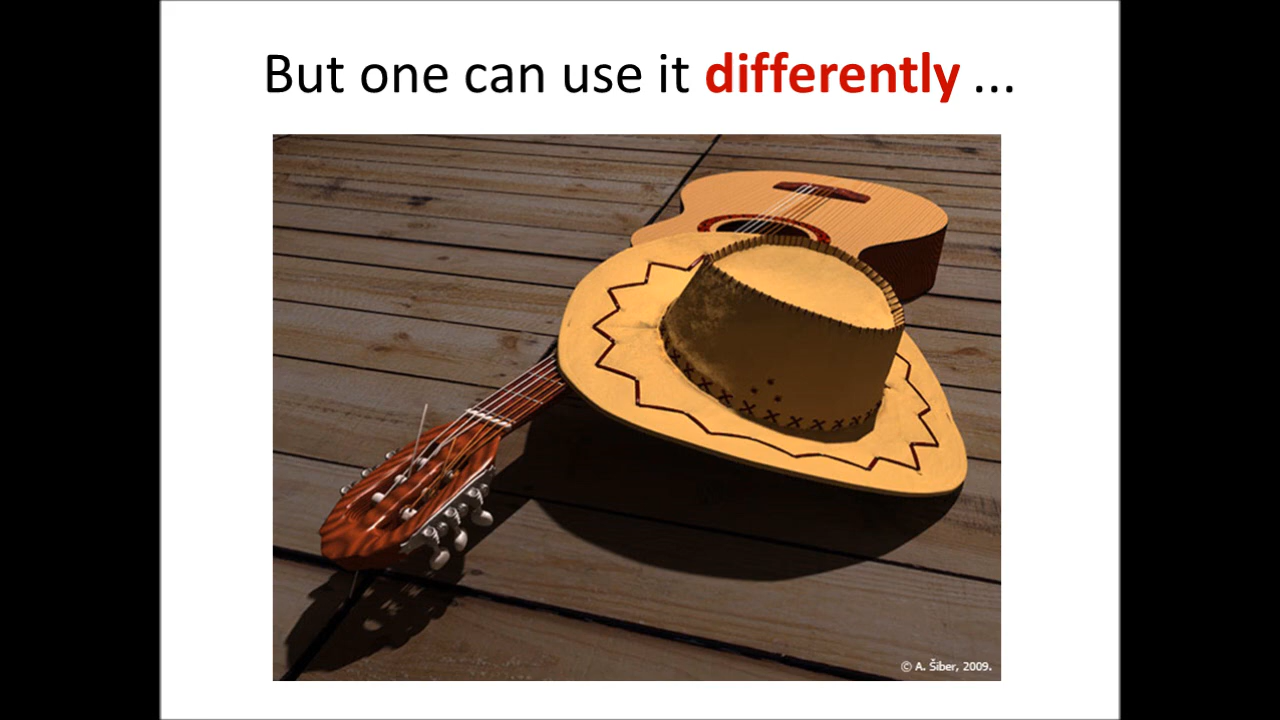 But one can use it differently ...
© A. Šiber, 2009.